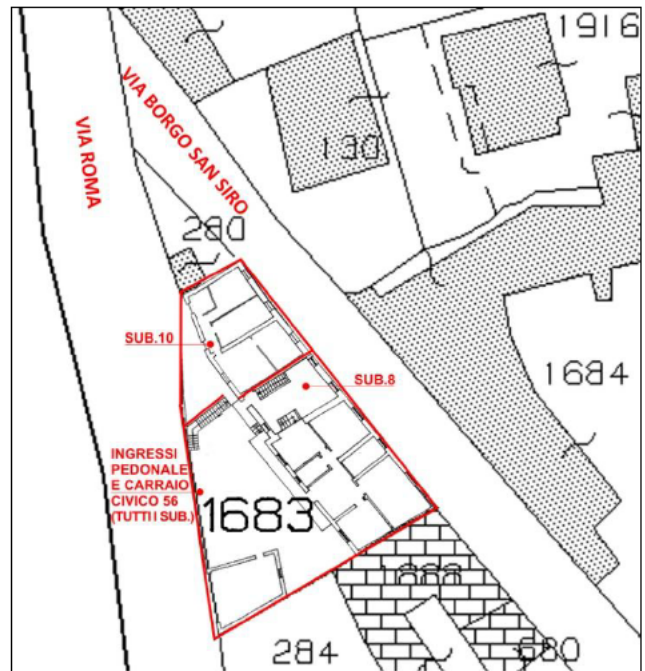 1916
VIA BORGO SAN SIRO
VIA ROMA
130
280
SUB.10
SUB.8
1684
INGRESSI
PEDONALE
E CARRAIO
CIVICO 56
(TUTTI I SUB.)
1683
284
680